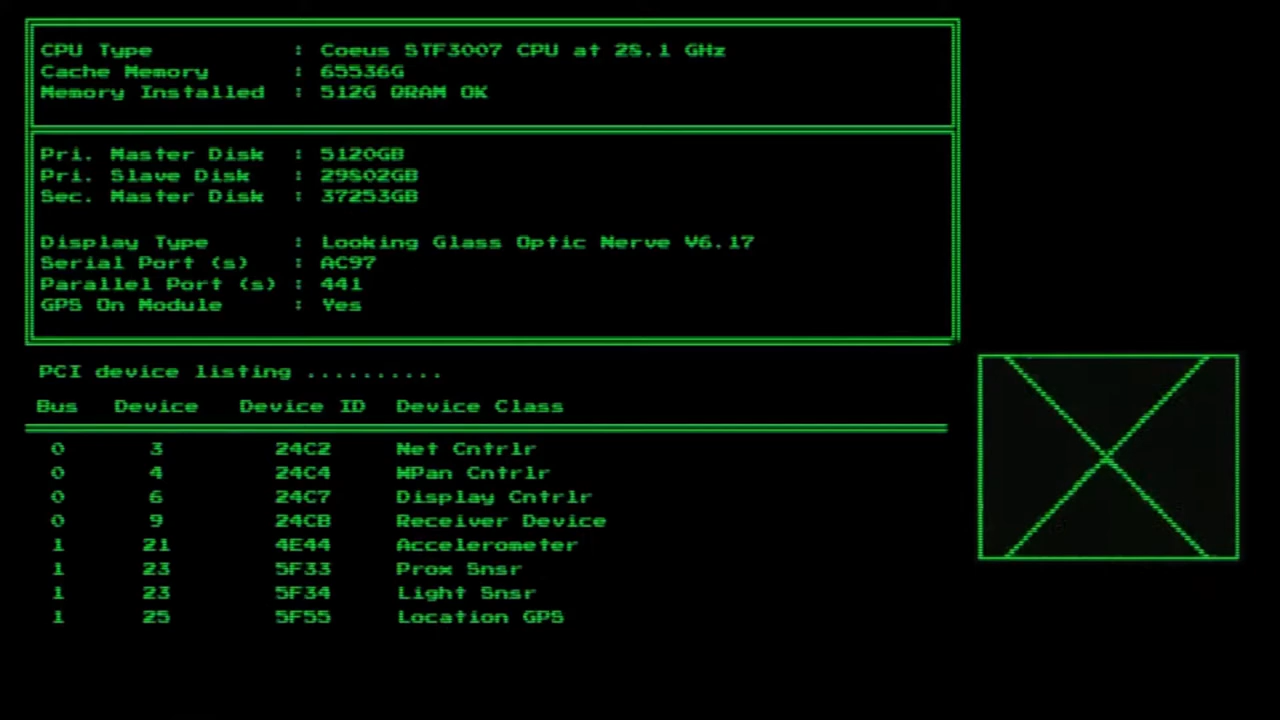 CPU Type : Coeus STF3007 CPU at 25.1 GHz
Cache Memory : 65536G
Memory Installed : 512G DRAM OK
Pri. Master Disk : 5120GB
Pri. Slave Disk : 29802GB
Sec. Master Disk : 37253GB
Display Type : Looking Glass Optic Nerve V6.17
Serial Port (s) : AC97
Parallel Port (s) : 441
GPS On Module : Yes
PCI device listing ..........
Bus Device Device ID Device Class
0 3 24C2 Net Cntrlr
0 4 24C4 WPan Cntrlr
0 6 24C7 Display Cntrlr
0 9 24CB Receiver Device
1 21 4E44 Accelerometer
1 23 5F33 Prox Snsr
1 23 5F34 Light Snsr
1 25 5F55 Location GPS